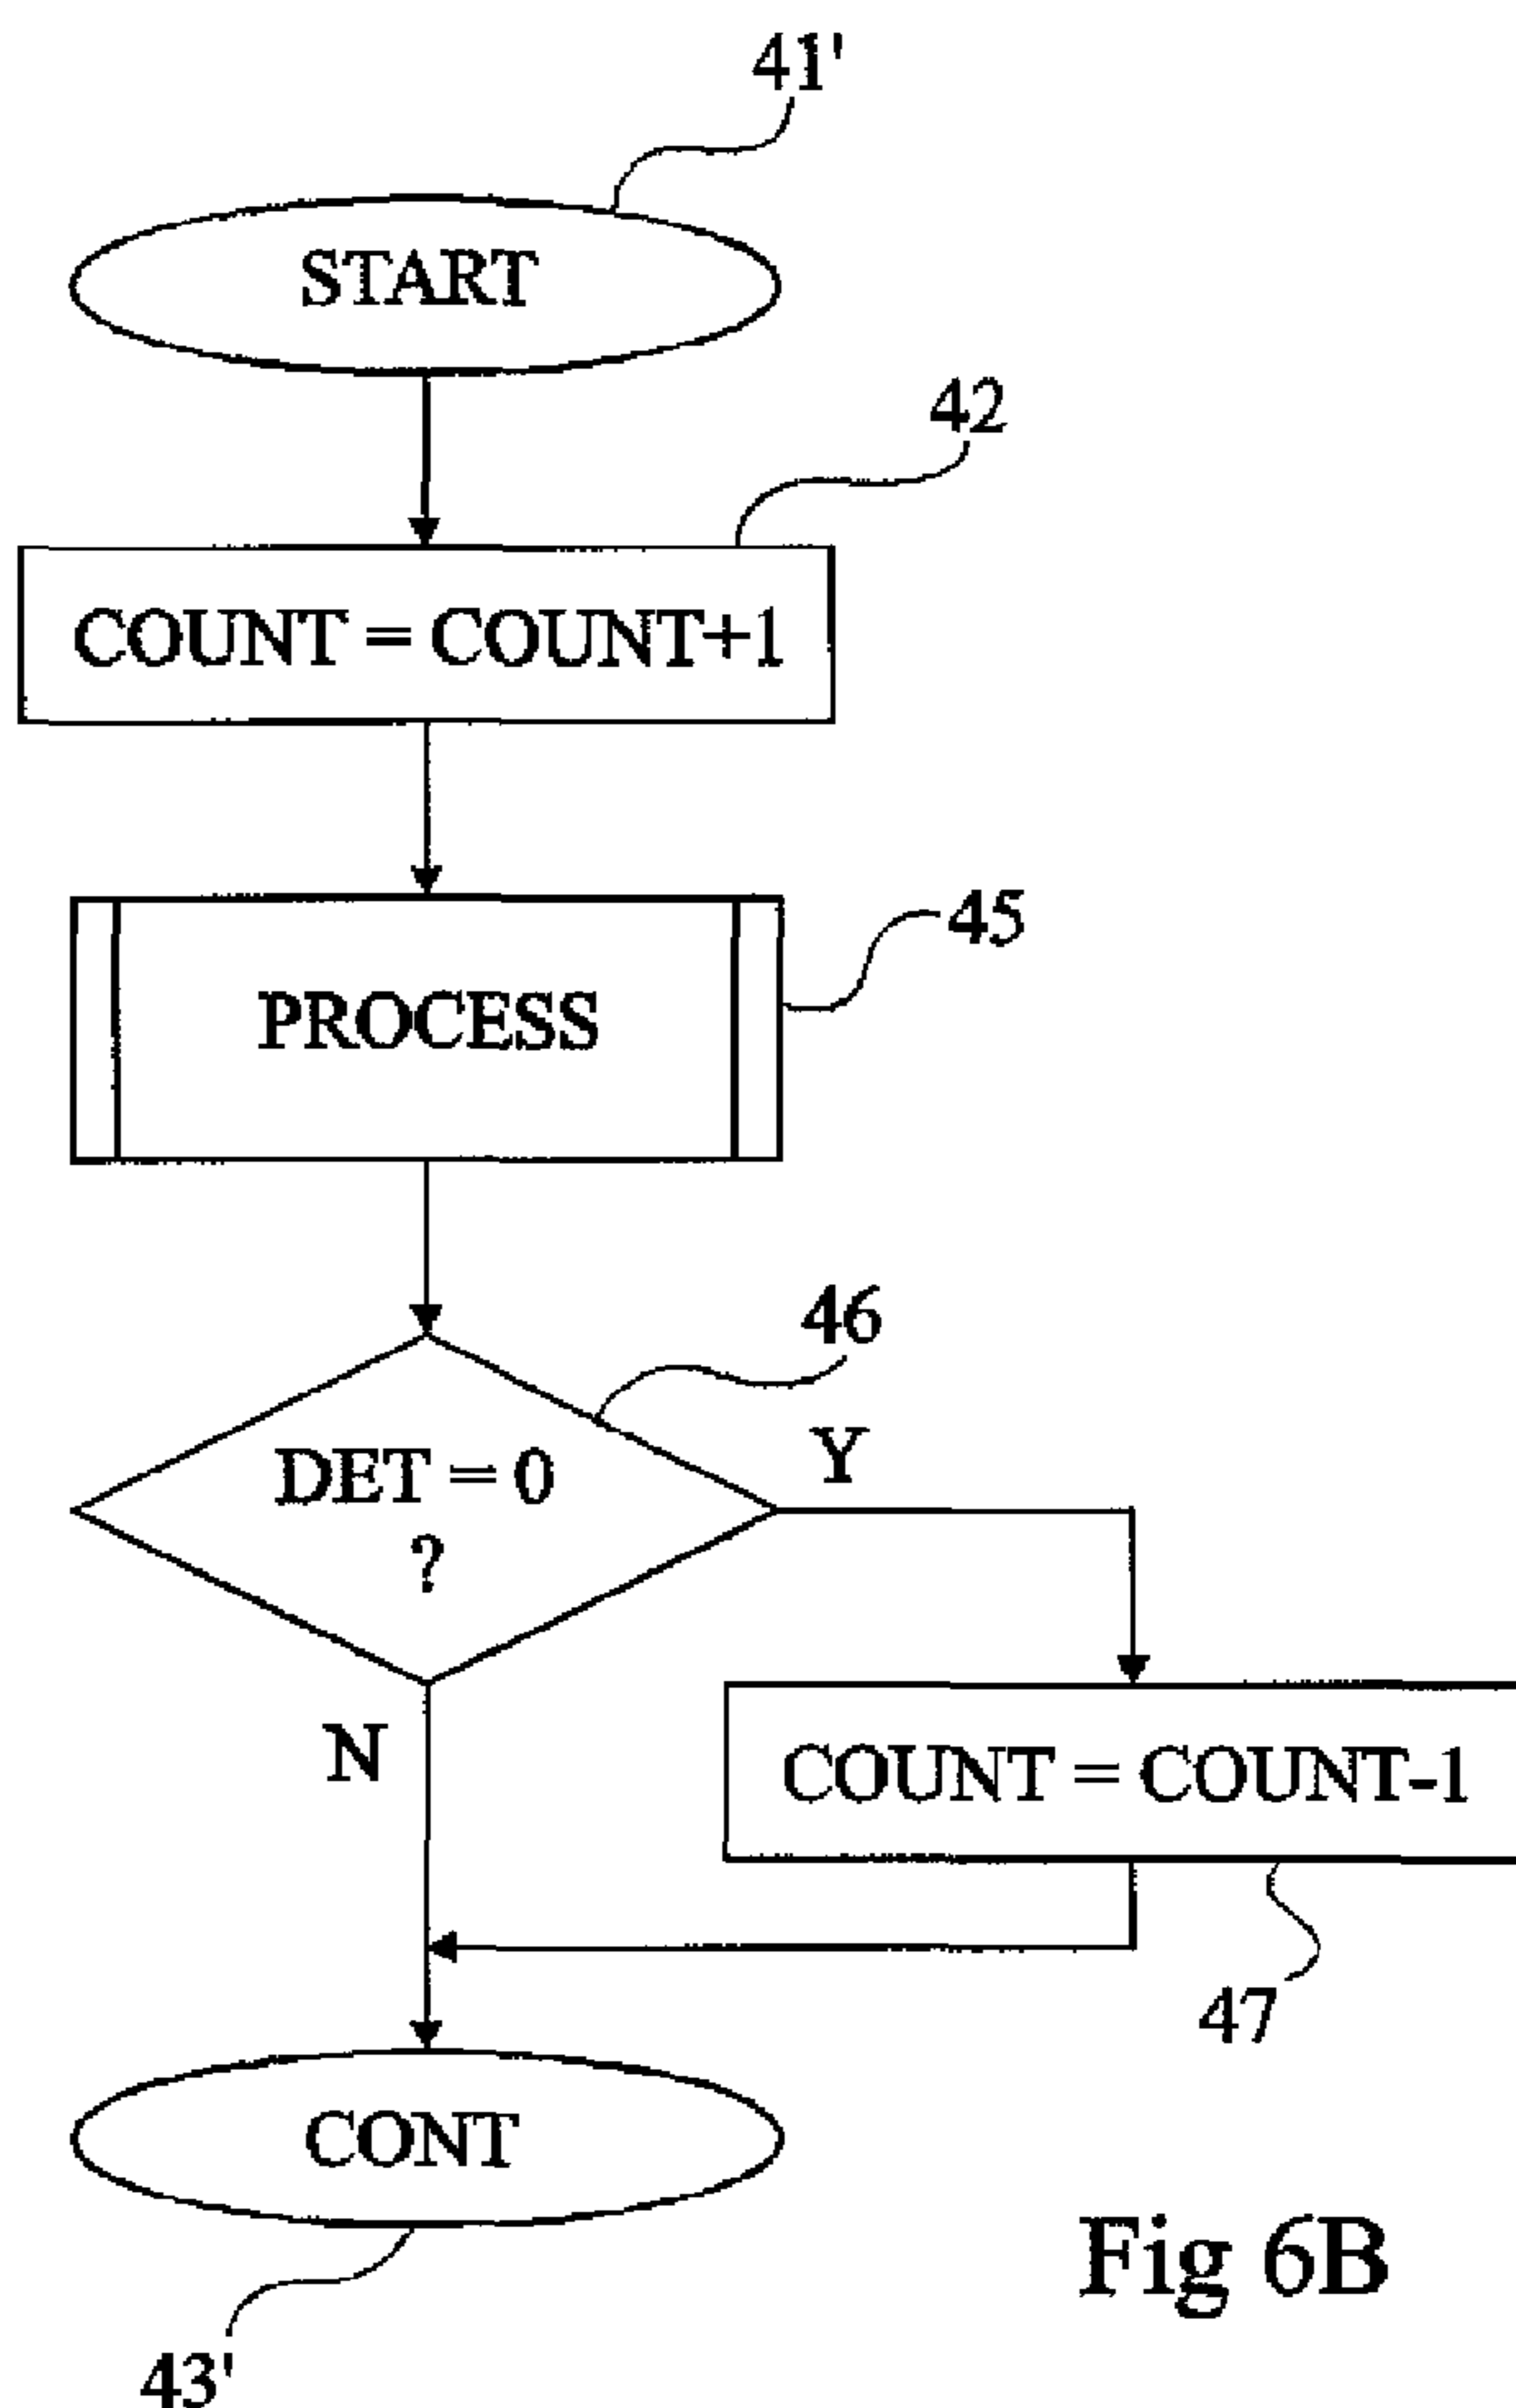 41'
START
42
COUNT = COUNT+1
45
PROCESS
46
DET = 0
?
Y
N
COUNT = COUNT-1
47
CONT
Fig 6B
43'